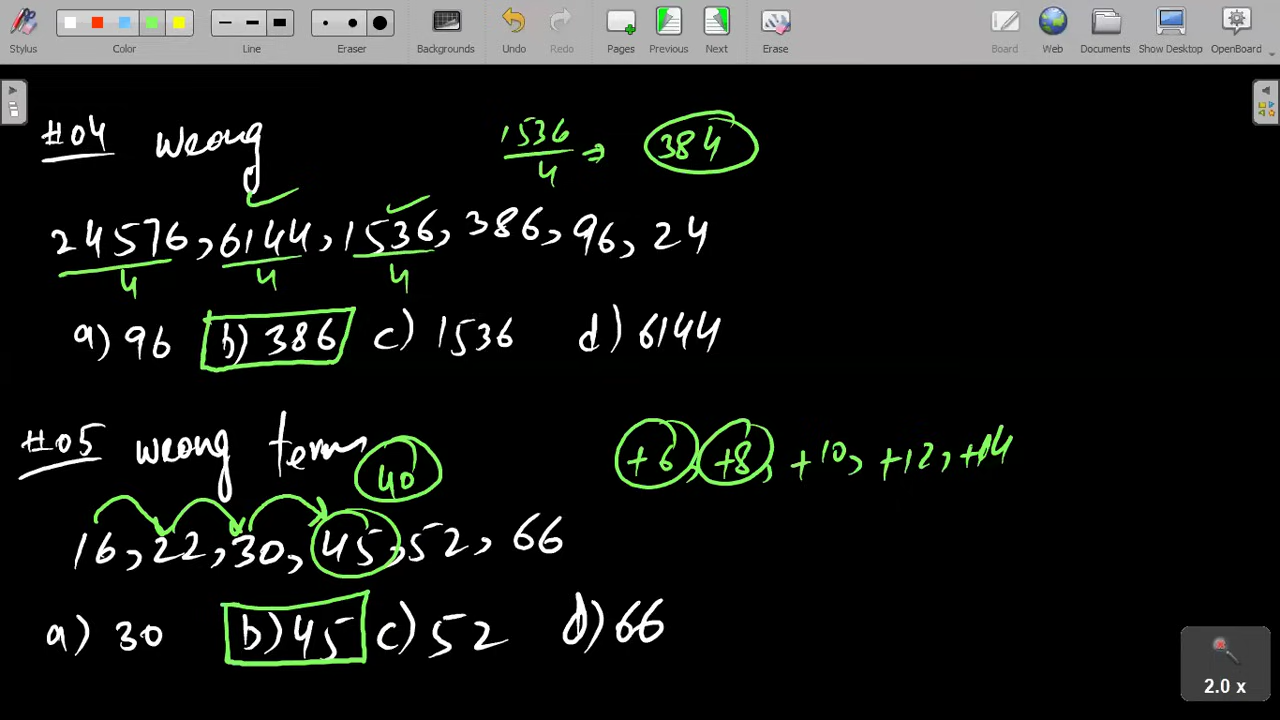 Stylus Color Line Eraser Backgrounds Undo Redo Pages Previous Next Erase Board Web Documents Show Desktop OpenBoard
#04 wrong 1536/4 ⇒ 384
24576, 6144, 1536, 386, 96, 24
4 4 4
a) 96 b) 386 c) 1536 d) 6144
#05 wrong term
40 +6, +8, +10, +12, +14
16, 22, 30, 45, 52, 66
a) 30 b) 45 c) 52 d) 66
2.0 x